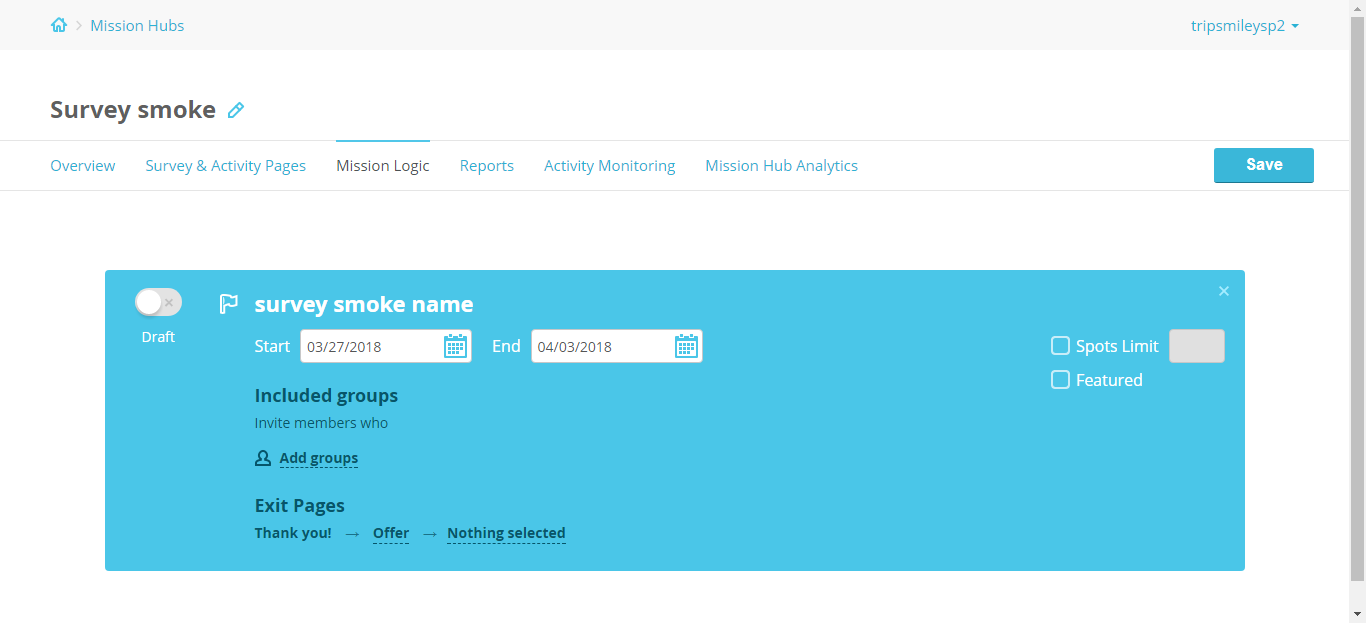 Mission Hubs
tripsmileysp2
Survey smoke
Overview Survey & Activity Pages Mission Logic Reports Activity Monitoring Mission Hub Analytics Save
survey smoke name
Draft
Start 03/27/2018 End 04/03/2018 Spots Limit
Featured
Included groups
Invite members who
Add groups
Exit Pages
Thank you! → Offer → Nothing selected